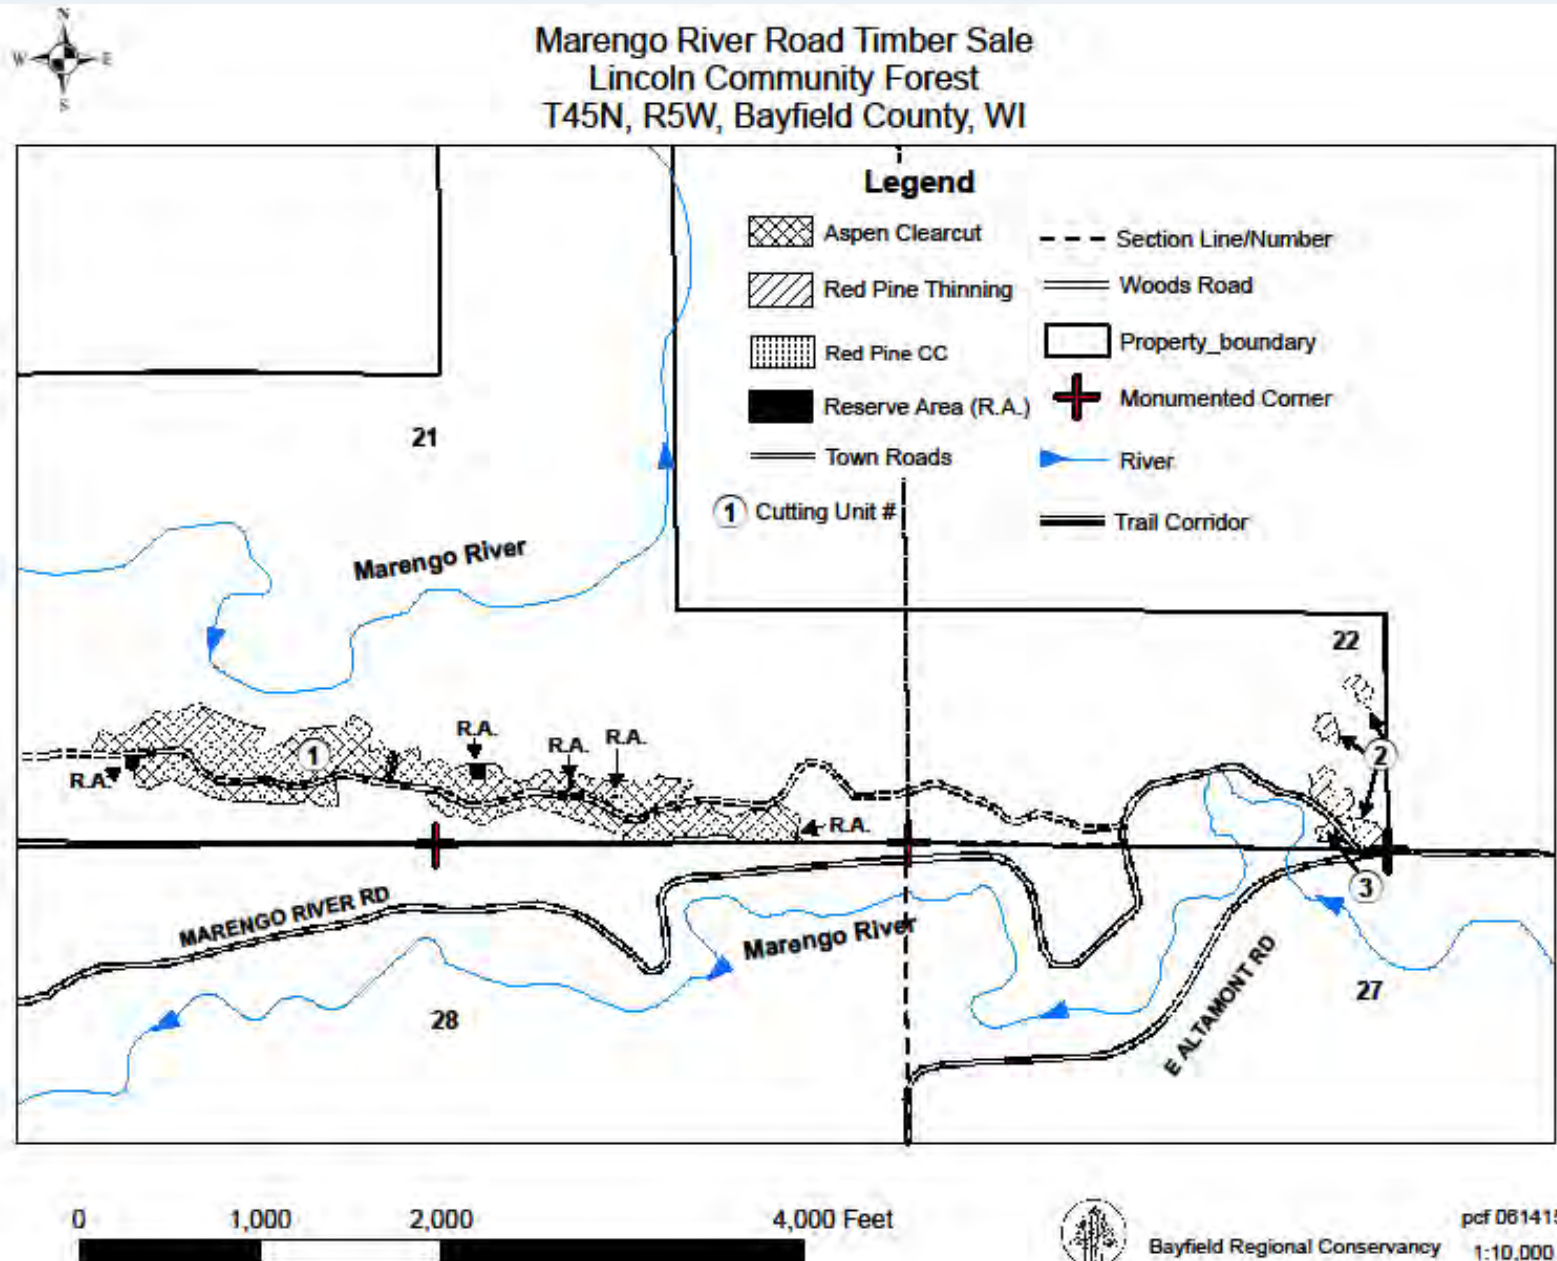 N
W E
S
Marengo River Road Timber Sale
Lincoln Community Forest
T45N, R5W, Bayfield County, WI
Legend
Aspen Clearcut
Red Pine Thinning
Red Pine CC
Reserve Area (R.A.)
Town Roads
1 Cutting Unit #
Section Line/Number
Woods Road
Property_boundary
Monumented Corner
River
Trail Corridor
21
Marengo River
22
1
R.A.
R.A.
R.A.
R.A.
R.A.
2
3
MARENGO RIVER RD
Marengo River
28
E ALTAMONT RD
27
0 1,000 2,000 4,000 Feet
Bayfield Regional Conservancy
pcf 061415
1:10,000